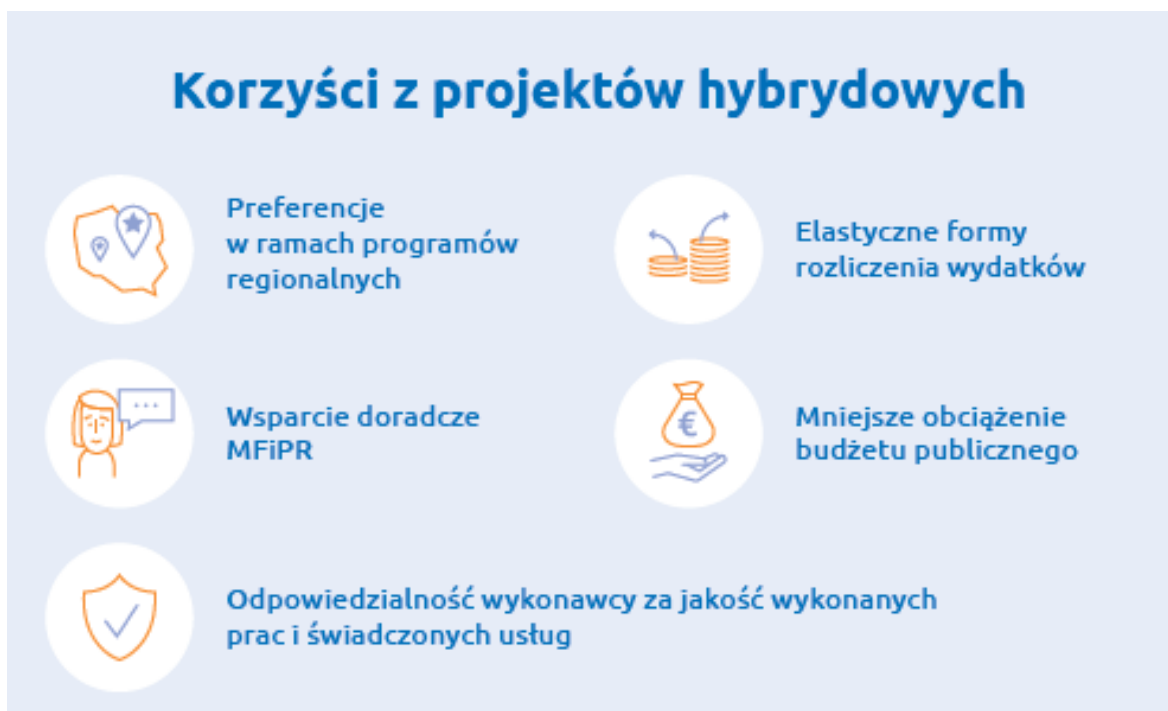 Korzyści z projektów hybrydowych
Preferencje
w ramach programów
regionalnych
Elastyczne formy
rozliczenia wydatków
Wsparcie doradcze
MFiPR
€
Mniejsze obciążenie
budżetu publicznego
Odpowiedzialność wykonawcy za jakość wykonanych
prac i świadczonych usług